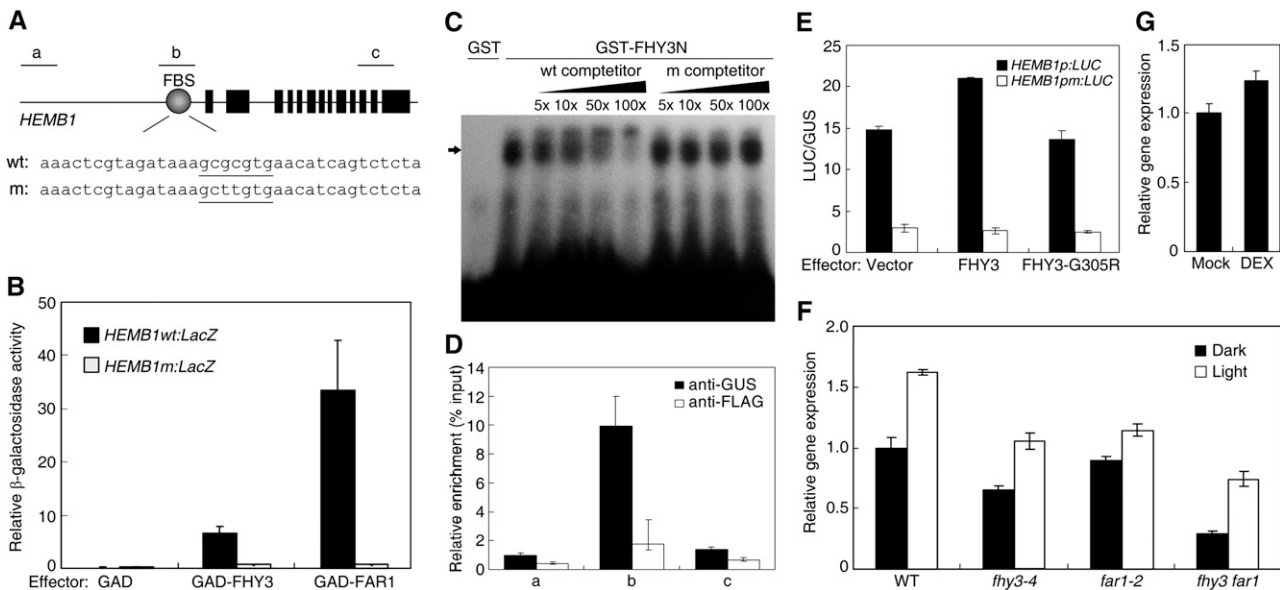 A
a
b
c
FBS
HEMB1
wt: aaactcgtagataaagcgcgtgaacatcagtctcta
m: aaactcgtagataaagcttgtgaacatcagtctcta
B
Relative β-galactosidase activity
50
40
30
20
10
0
HEMB1wt:LacZ
HEMB1m:LacZ
Effector: GAD GAD-FHY3 GAD-FAR1
C
GST GST-FHY3N
wt comptetitor m comptetitor
5x 10x 50x 100x 5x 10x 50x 100x
D
Relative enrichment (% input)
14
12
10
8
6
4
2
0
anti-GUS
anti-FLAG
a b c
E
LUC/GUS
25
20
15
10
5
0
HEMB1p:LUC
HEMB1pm:LUC
Effector: Vector FHY3 FHY3-G305R
G
Relative gene expression
1.5
1.0
0.5
0
Mock DEX
F
Relative gene expression
2.0
1.5
1.0
0.5
0
Dark
Light
WT fhy3-4 far1-2 fhy3 far1